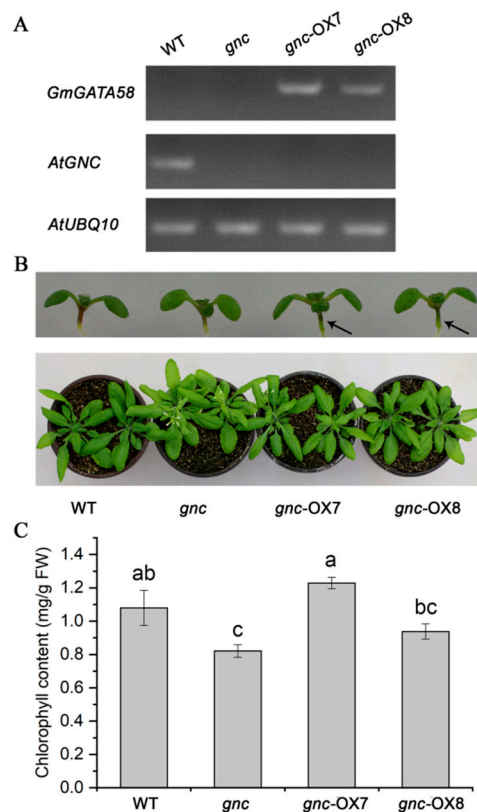 A
WT gnc gnc-OX7 gnc-OX8
GmGATA58
AtGNC
AtUBQ10
B
WT gnc gnc-OX7 gnc-OX8
C
Chlorophyll content (mg/g FW)
1.4
1.2
1.0
0.8
0.6
0.4
0.2
0.0
ab
c
a
bc
WT gnc gnc-OX7 gnc-OX8